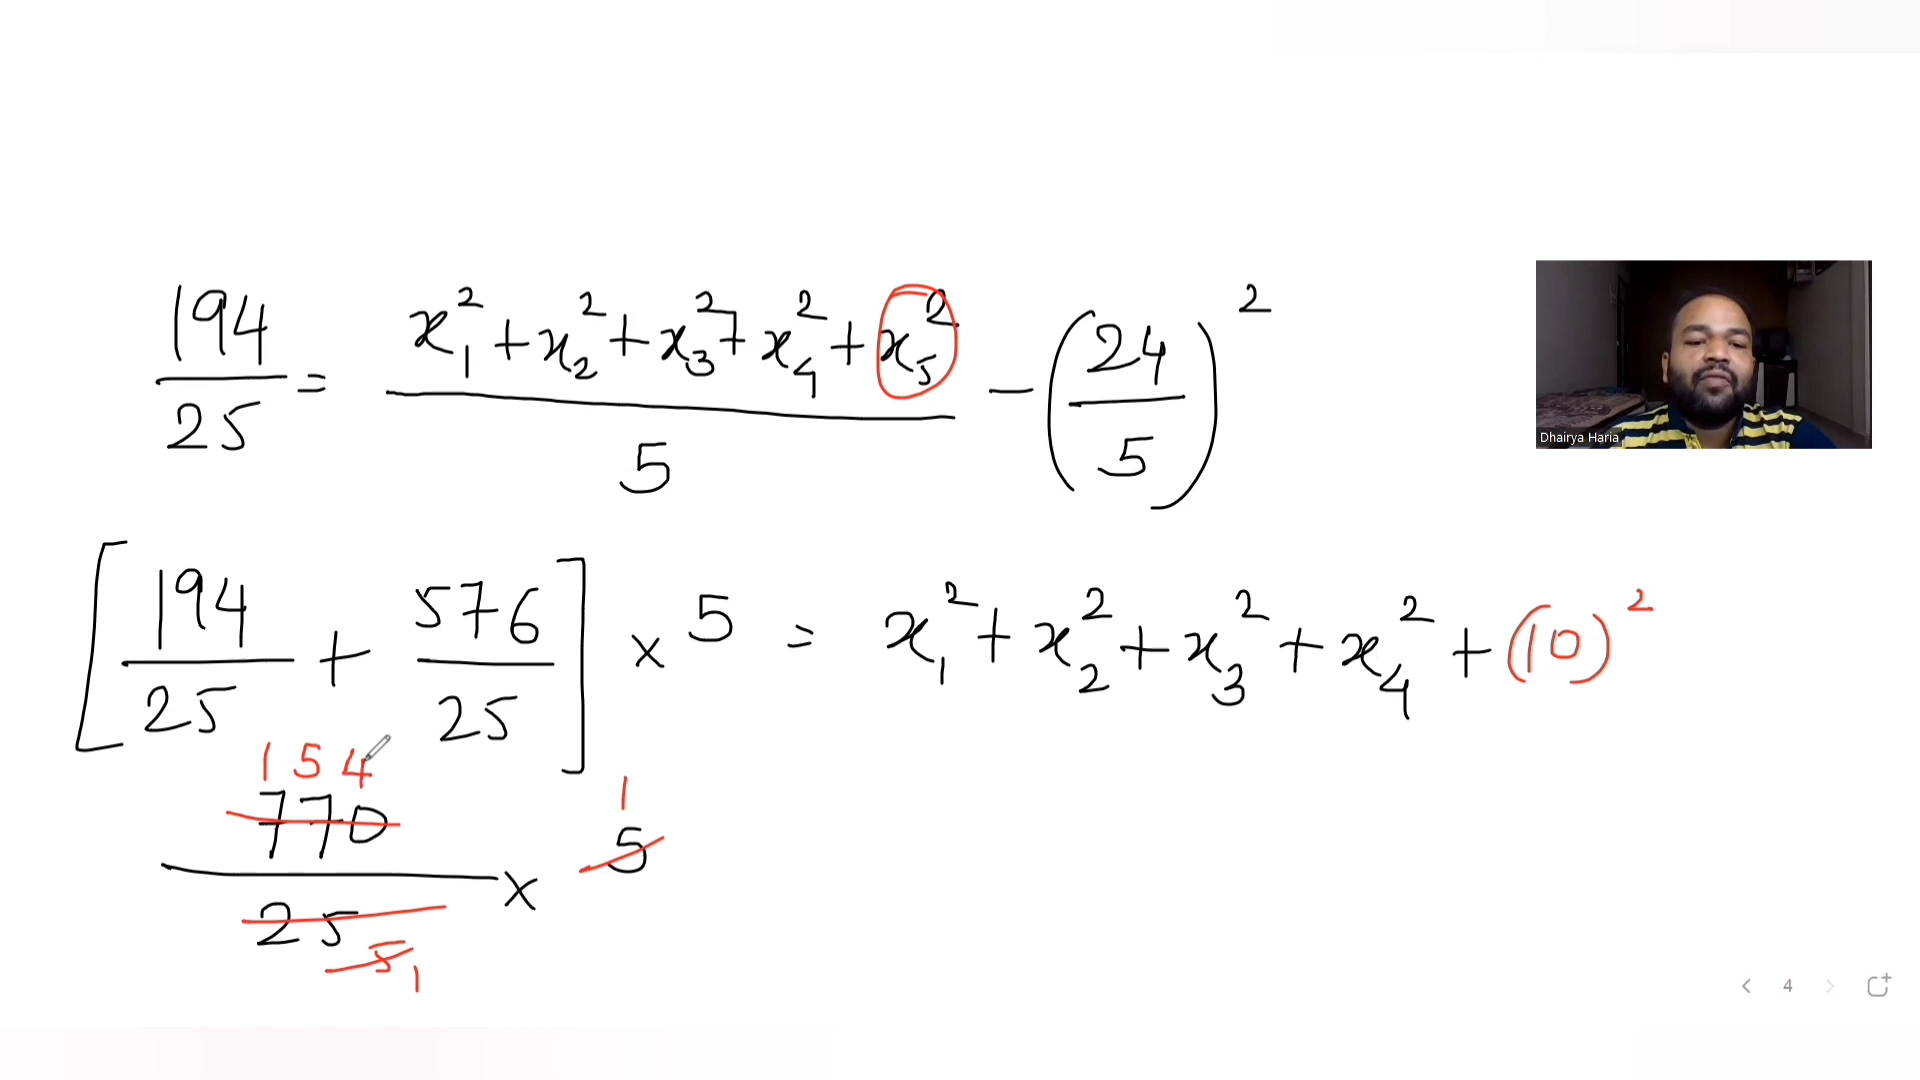 194/25 = (x₁² + x₂² + x₃² + x₄² + x₅²)/5 − (24/5)²
Dhairya Haria
[194/25 + 576/25] × 5 = x₁² + x₂² + x₃² + x₄² + (10)²
154 1
770/25 × 5
5 1
4